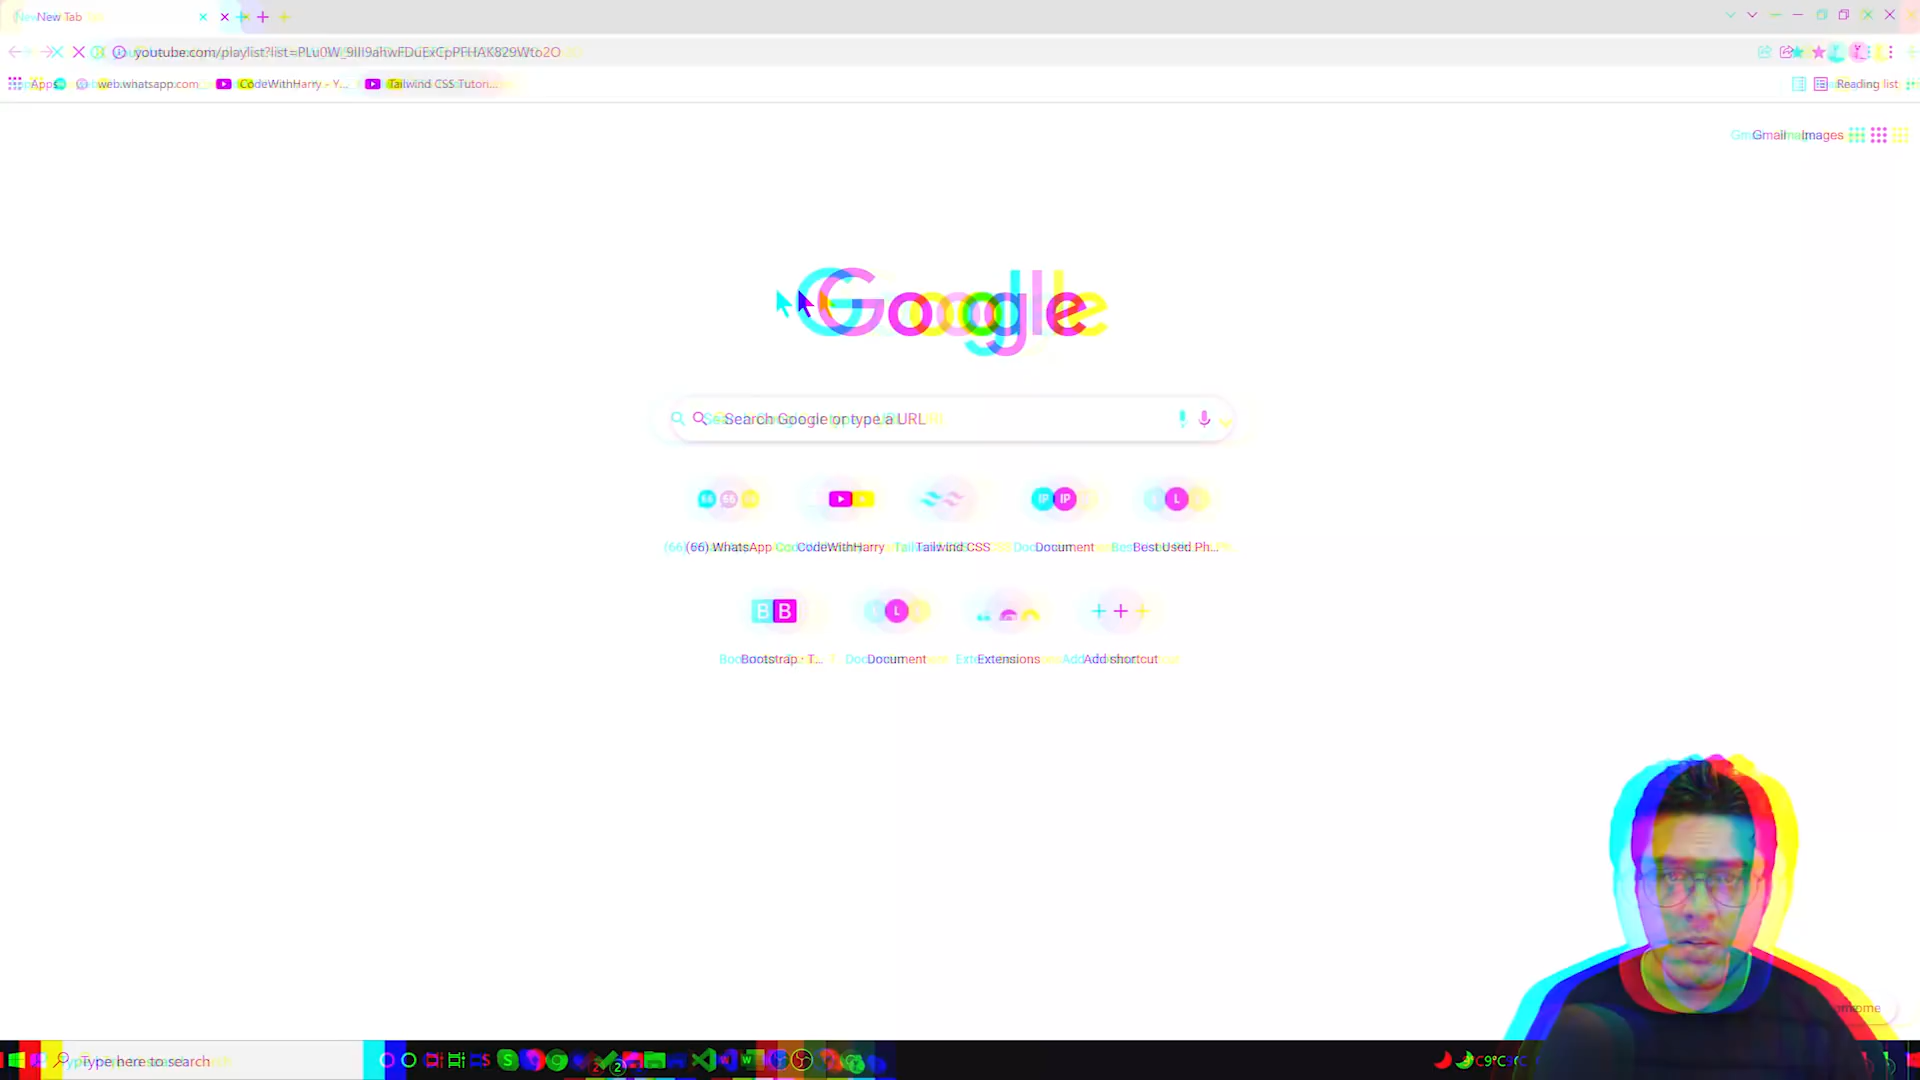 New Tab
youtube.com/playlist?list=PLu0W_9lII9ahwFDuExCpPFHAK829Wto2O
Apps web.whatsapp.com CodeWithHarry - Y... Tailwind CSS Tutori... Reading list
Gmail Images
Google
Search Google or type a URL
(66) WhatsApp CodeWithHarry Tailwind CSS Document Best Used Ph...
Bootstrap · T... Document Extensions Add shortcut
Type here to search 9°C